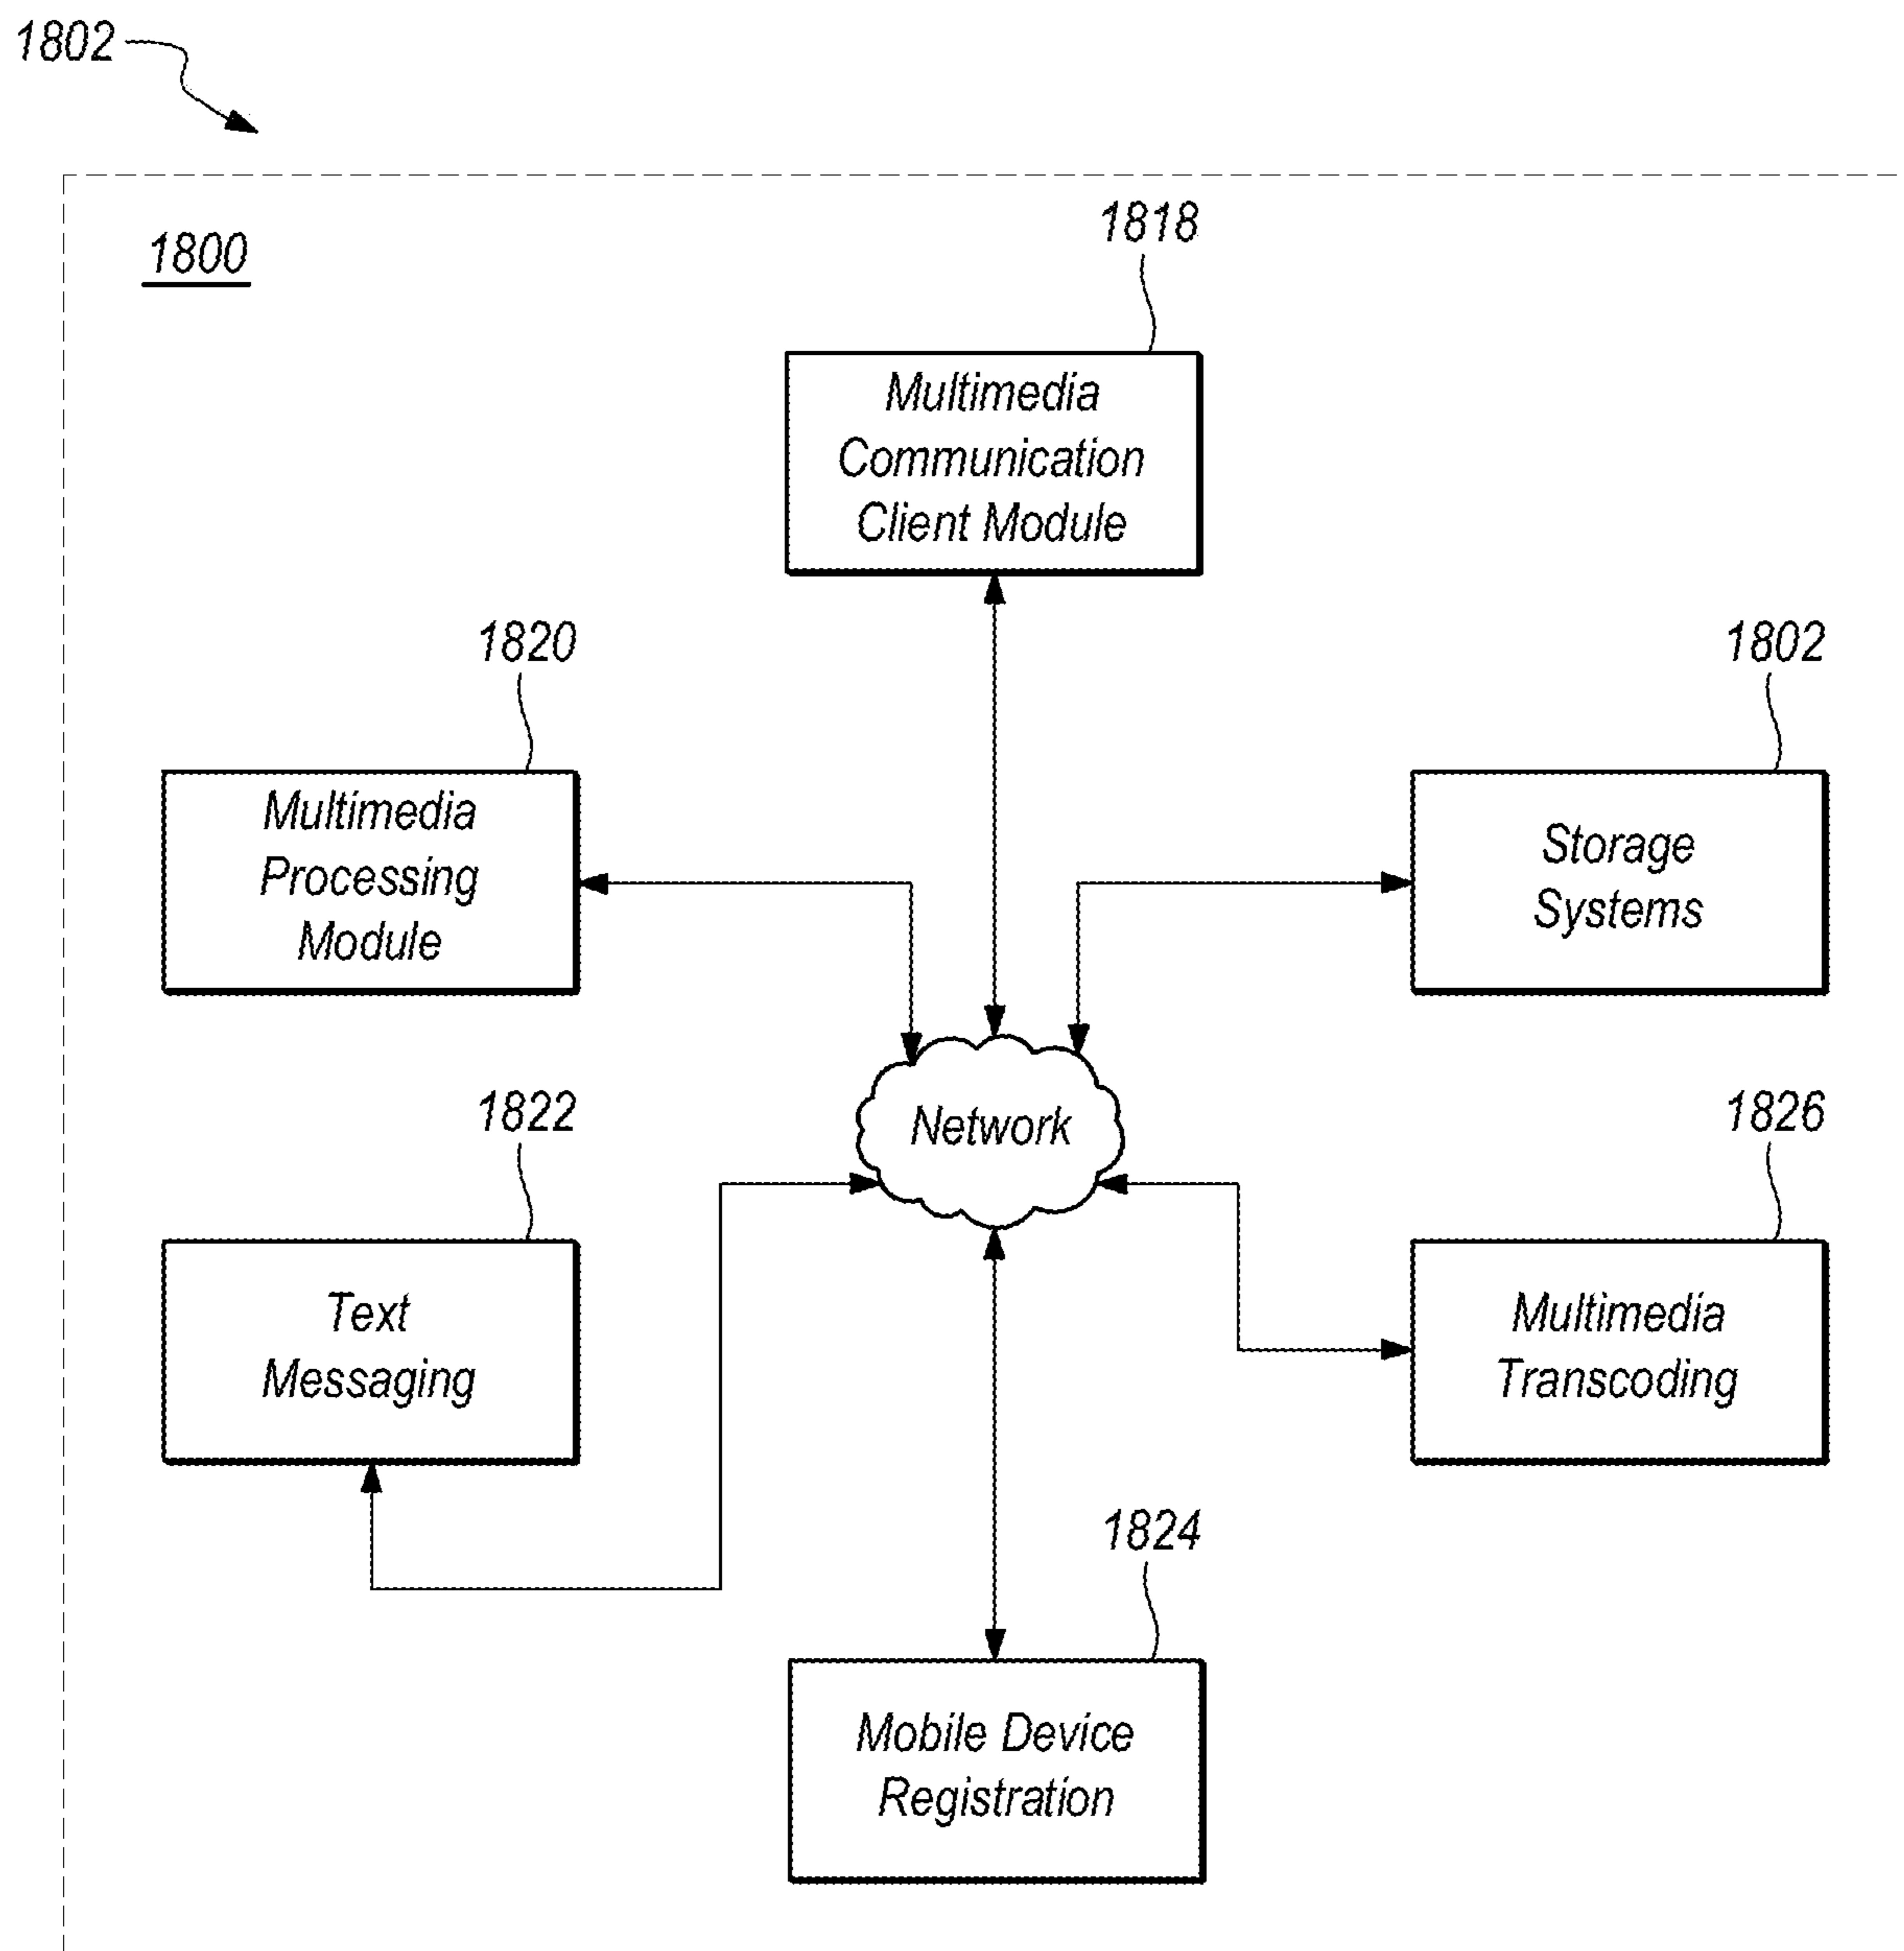 1802
1800
1818
Multimedia
Communication
Client Module
1820
Multimedia
Processing
Module
1802
Storage
Systems
Network
1822
Text
Messaging
1826
Multimedia
Transcoding
1824
Mobile Device
Registration